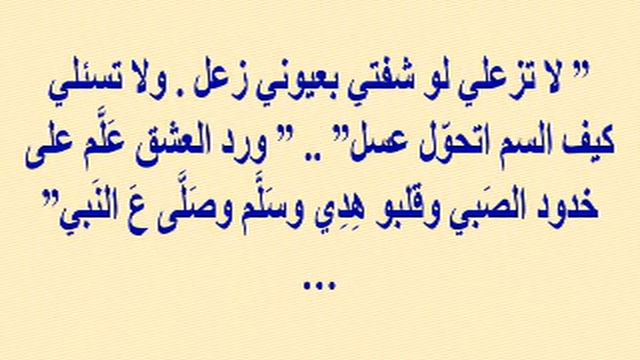 ” لا تزعلي لو شفتي بعيوني زعل . ولا تسئلي
كيف السم اتحوّل عسل” .. ” ورد العشق عَلَّم على
خدود الصَبي وقلبو هِدِي وسَلَّم وصَلَّى عَ النَبي”
...